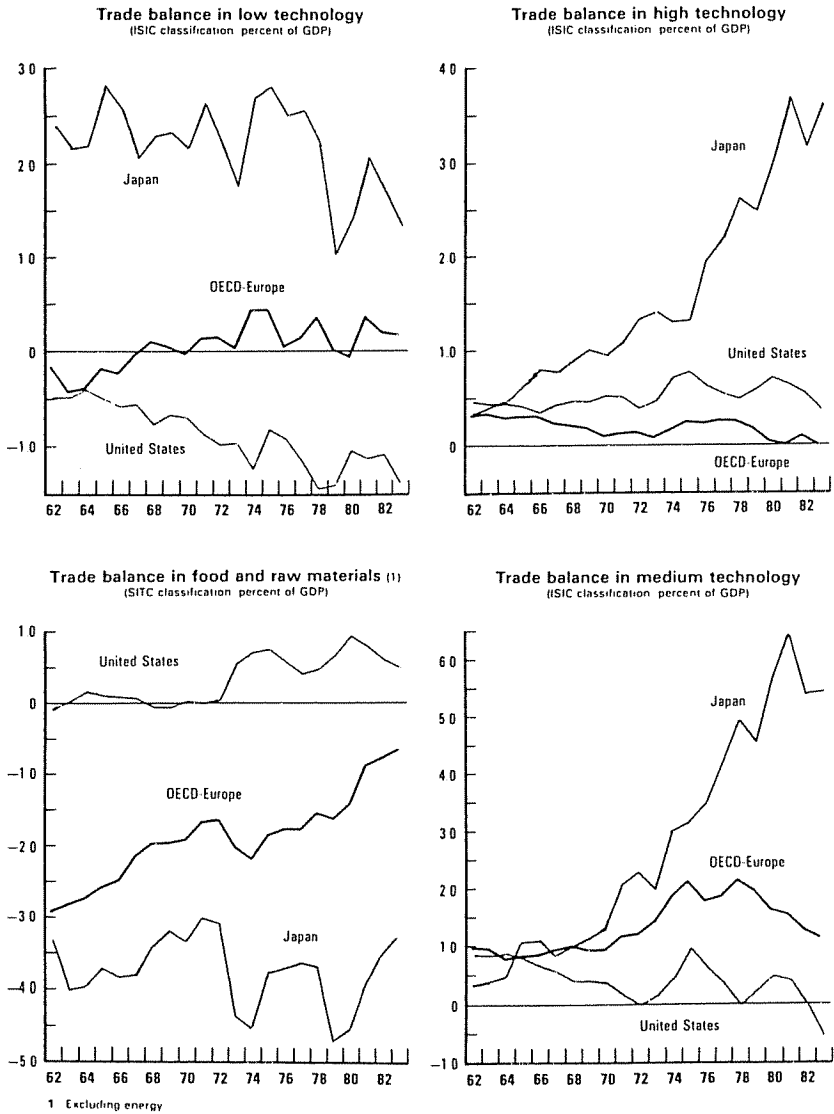 Trade balance in low technology
(ISIC classification percent of GDP)
30
20
10
0
-10
Japan
OECD-Europe
United States
62 64 66 68 70 72 74 76 78 80 82
Trade balance in high technology
(ISIC classification percent of GDP)
40
30
20
1.0
0
Japan
United States
OECD-Europe
62 64 66 68 70 72 74 76 78 80 82
Trade balance in food and raw materials (1)
(SITC classification percent of GDP)
10
0
-10
-20
-30
-40
-50
United States
OECD-Europe
Japan
62 64 66 68 70 72 74 76 78 80 82
1 Excluding energy
Trade balance in medium technology
(ISIC classification percent of GDP)
60
50
40
30
20
10
0
-10
Japan
OECD-Europe
United States
62 64 66 68 70 72 74 76 78 80 82